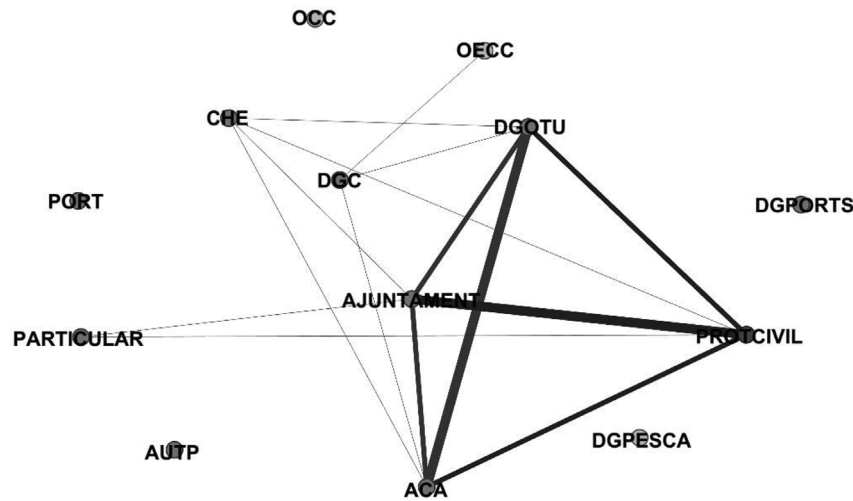 OCC
OECC
CHE
DGOTU
DGC
PORT
DGPORTS
AJUNTAMENT
PARTICULAR
PROTCIVIL
AUTP
DGPESCA
ACA